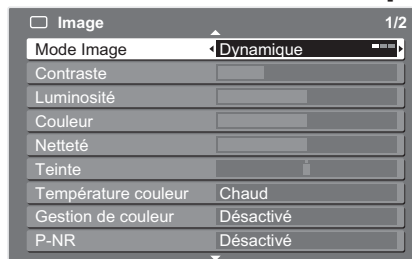 Image 1/2
Mode Image Dynamique
Contraste
Luminosité
Couleur
Netteté
Teinte
Température couleur Chaud
Gestion de couleur Désactivé
P-NR Désactivé